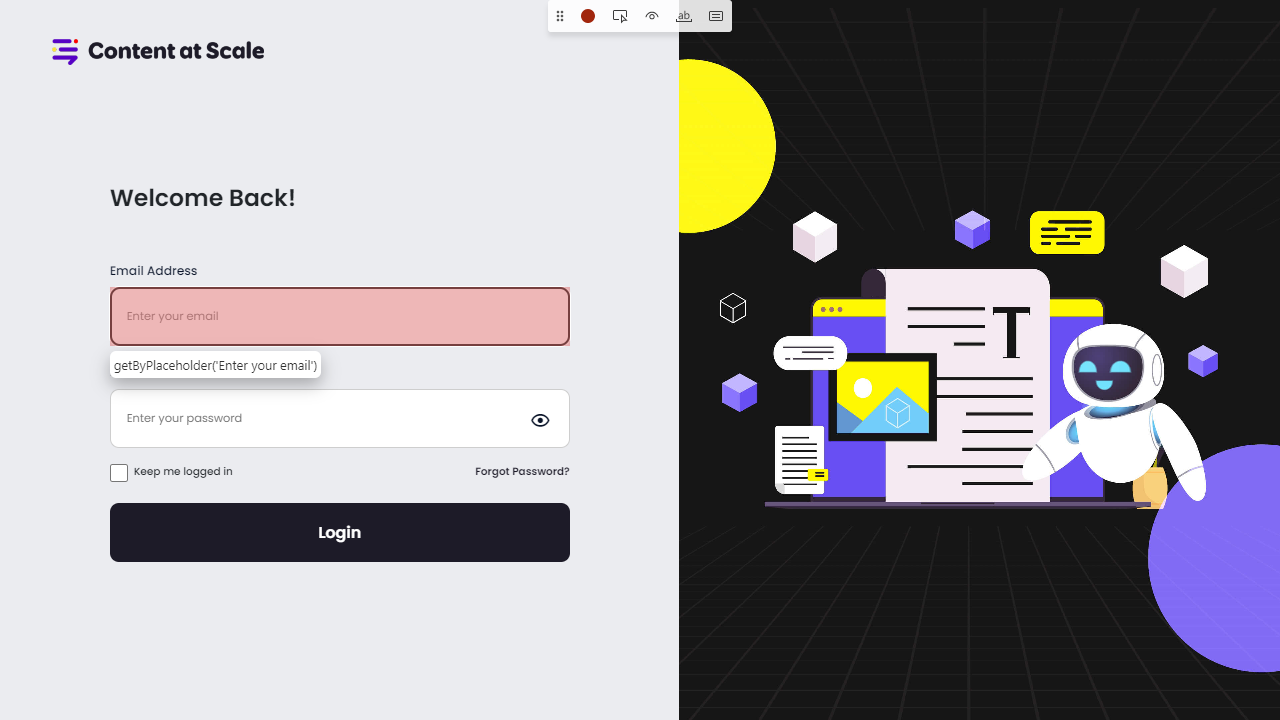 ab
Content at Scale
Welcome Back!
Email Address
Enter your email
getByPlaceholder('Enter your email')
Enter your password
Keep me logged in
Forgot Password?
Login
T